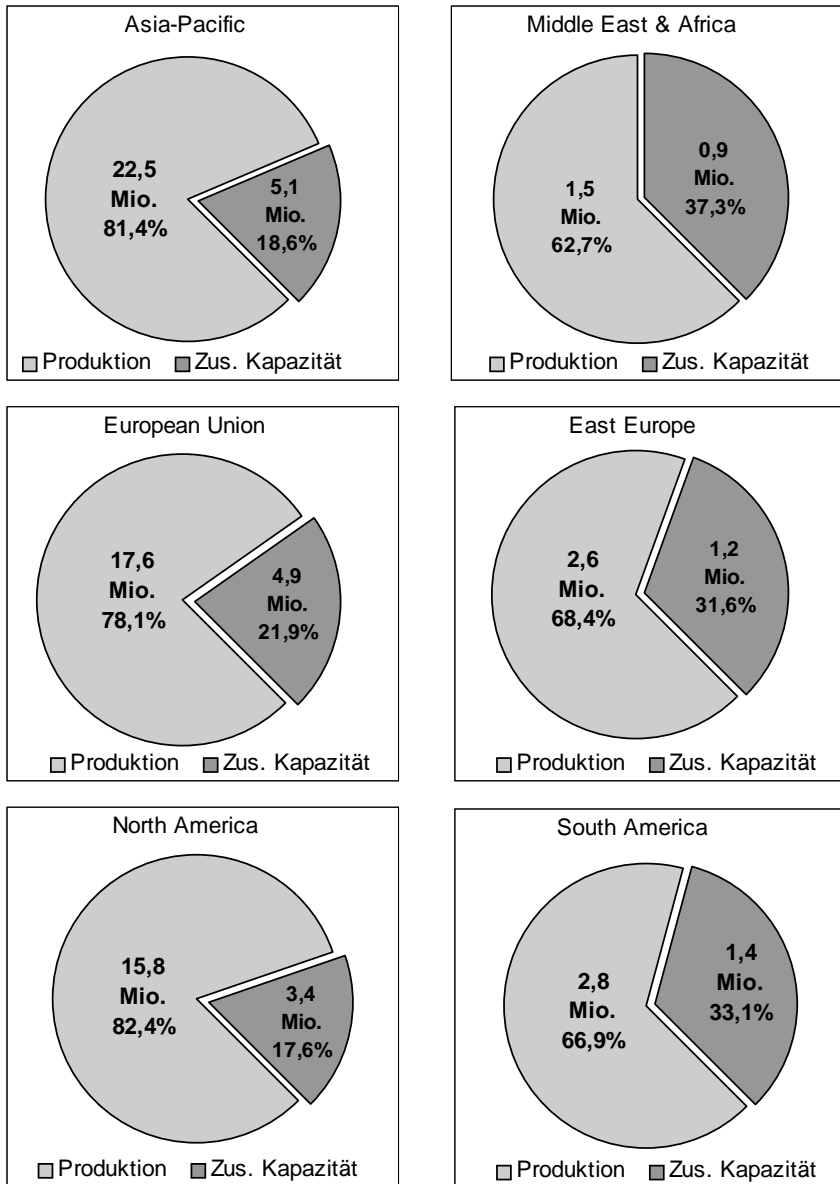 Asia-Pacific
22,5
Mio.
81,4%
5,1
Mio.
18,6%
Produktion Zus. Kapazität
Middle East & Africa
1,5
Mio.
62,7%
0,9
Mio.
37,3%
Produktion Zus. Kapazität
European Union
17,6
Mio.
78,1%
4,9
Mio.
21,9%
Produktion Zus. Kapazität
East Europe
2,6
Mio.
68,4%
1,2
Mio.
31,6%
Produktion Zus. Kapazität
North America
15,8
Mio.
82,4%
3,4
Mio.
17,6%
Produktion Zus. Kapazität
South America
2,8
Mio.
66,9%
1,4
Mio.
33,1%
Produktion Zus. Kapazität